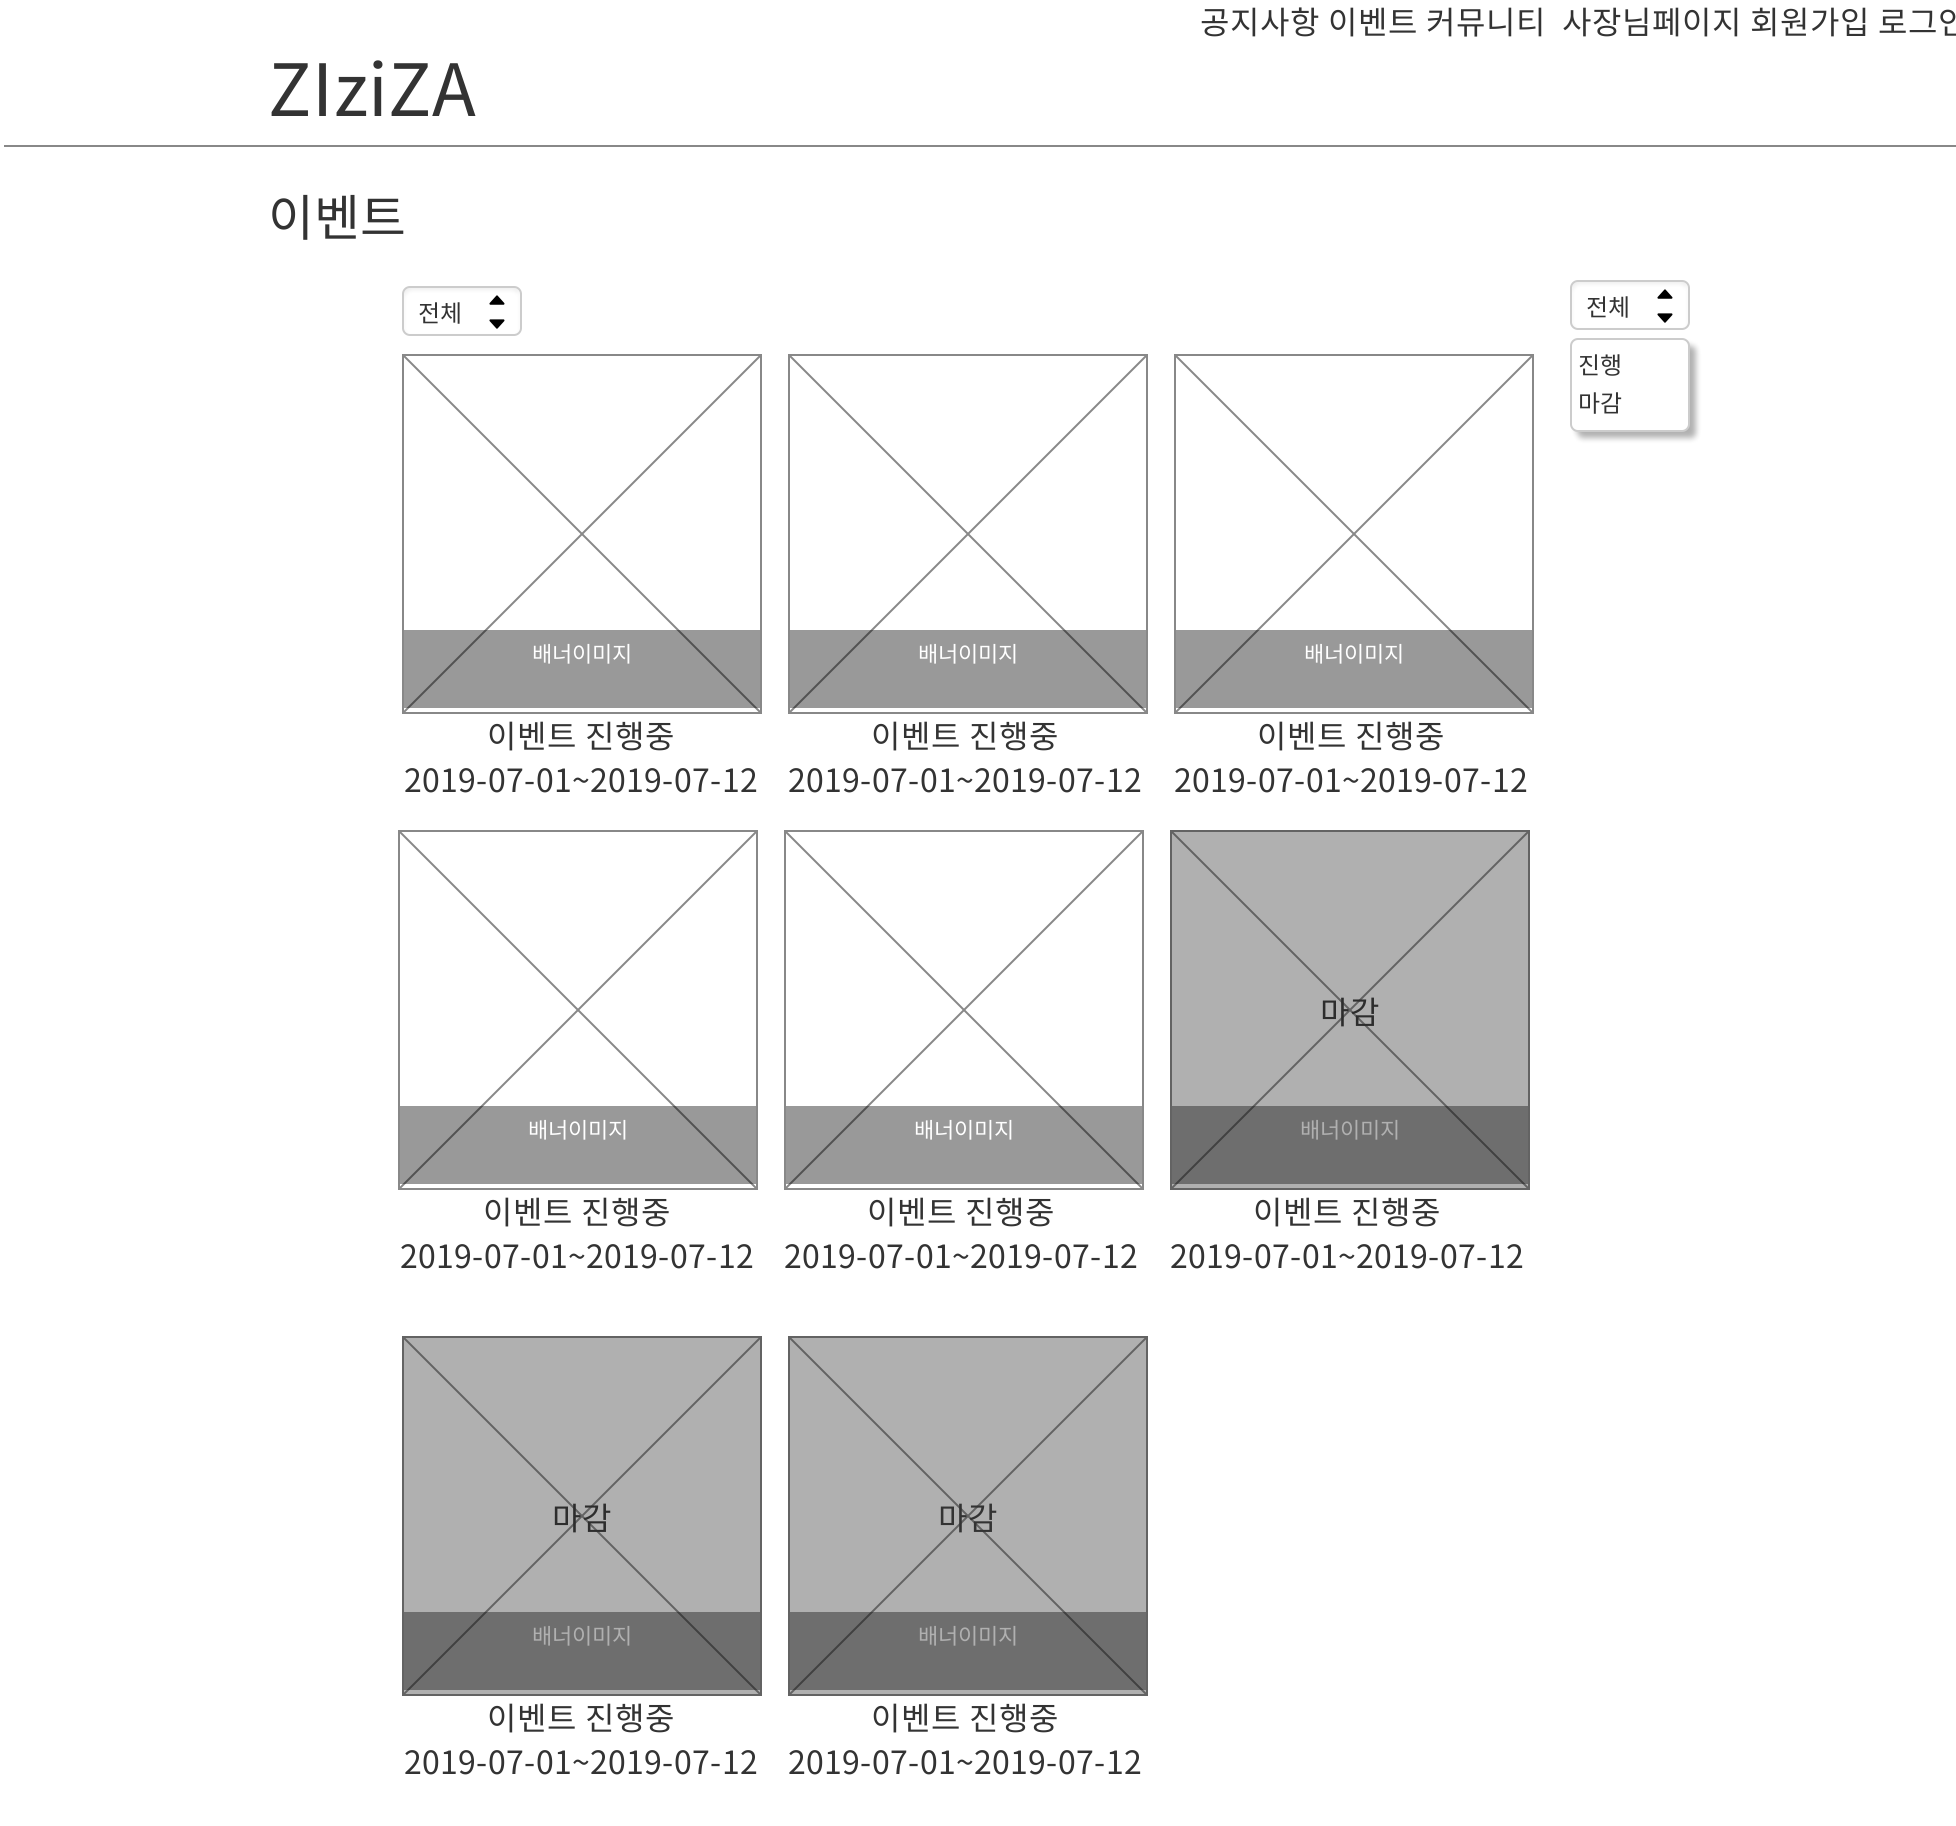 공지사항 이벤트 커뮤니티 사장님페이지 회원가입 로그인
ZIziZA
이벤트
전체
전체
진행
마감
배너이미지 배너이미지 배너이미지
이벤트 진행중 이벤트 진행중 이벤트 진행중
2019-07-01~2019-07-12 2019-07-01~2019-07-12 2019-07-01~2019-07-12
마감
배너이미지 배너이미지 배너이미지
이벤트 진행중 이벤트 진행중 이벤트 진행중
2019-07-01~2019-07-12 2019-07-01~2019-07-12 2019-07-01~2019-07-12
마감 마감
배너이미지 배너이미지
이벤트 진행중 이벤트 진행중
2019-07-01~2019-07-12 2019-07-01~2019-07-12